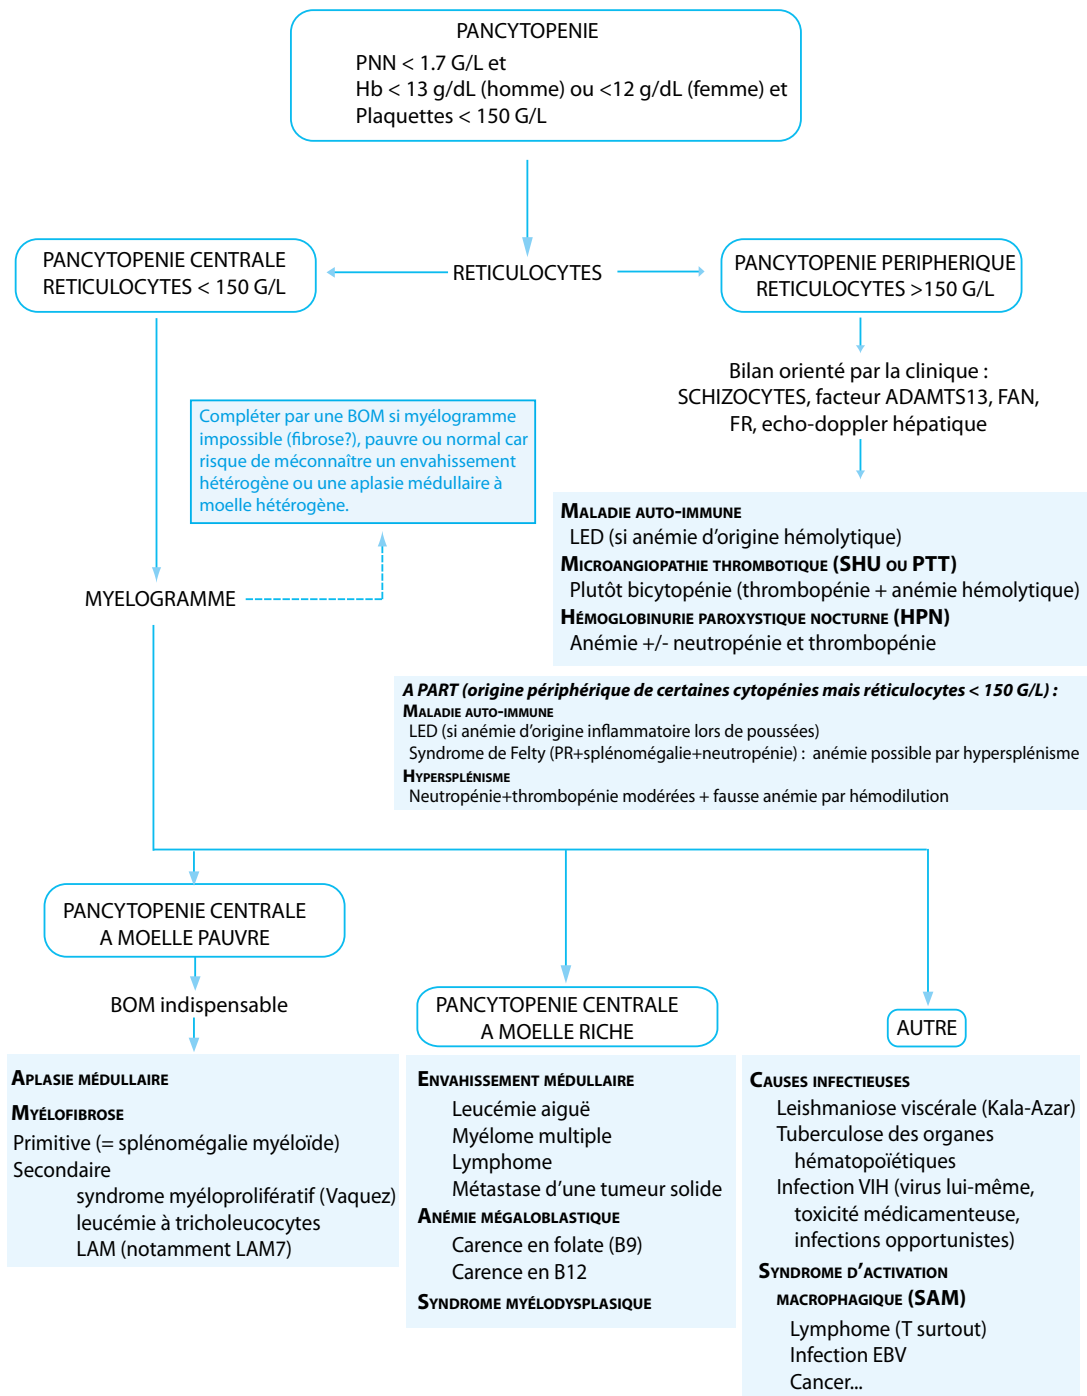 PANCYTOPENIE
PNN < 1.7 G/L et
Hb < 13 g/dL (homme) ou <12 g/dL (femme) et
Plaquettes < 150 G/L
PANCYTOPENIE CENTRALE
RETICULOCYTES < 150 G/L
RETICULOCYTES
PANCYTOPENIE PERIPHERIQUE
RETICULOCYTES >150 G/L
Bilan orienté par la clinique :
SCHIZOCYTES, facteur ADAMTS13, FAN,
FR, echo-doppler hépatique
Compléter par une BOM si myélogramme
impossible (fibrose?), pauvre ou normal car
risque de méconnaître un envahissement
hétérogène ou une aplasie médullaire à
moelle hétérogène.
MYELOGRAMME
MALADIE AUTO-IMMUNE
LED (si anémie d'origine hémolytique)
MICROANGIOPATHIE THROMBOTIQUE (SHU OU PTT)
Plutôt bicytopénie (thrombopénie + anémie hémolytique)
HÉMOGLOBINURIE PAROXYSTIQUE NOCTURNE (HPN)
Anémie +/- neutropénie et thrombopénie
A PART (origine périphérique de certaines cytopénies mais réticulocytes < 150 G/L) :
MALADIE AUTO-IMMUNE
LED (si anémie d'origine inflammatoire lors de poussées)
Syndrome de Felty (PR+splénomégalie+neutropénie) : anémie possible par hypersplénisme
HYPERSPLÉNISME
Neutropénie+thrombopénie modérées + fausse anémie par hémodilution
PANCYTOPENIE CENTRALE
A MOELLE PAUVRE
BOM indispensable
APLASIE MÉDULLAIRE
MYÉLOFIBROSE
Primitive (= splénomégalie myéloïde)
Secondaire
syndrome myéloprolifératif (Vaquez)
leucémie à tricholeucocytes
LAM (notamment LAM7)
PANCYTOPENIE CENTRALE
A MOELLE RICHE
ENVAHISSEMENT MÉDULLAIRE
Leucémie aiguë
Myélome multiple
Lymphome
Métastase d'une tumeur solide
ANÉMIE MÉGALOBLASTIQUE
Carence en folate (B9)
Carence en B12
SYNDROME MYÉLODYSPLASIQUE
AUTRE
CAUSES INFECTIEUSES
Leishmaniose viscérale (Kala-Azar)
Tuberculose des organes
hématopoïétiques
Infection VIH (virus lui-même,
toxicité médicamenteuse,
infections opportunistes)
SYNDROME D'ACTIVATION
MACROPHAGIQUE (SAM)
Lymphome (T surtout)
Infection EBV
Cancer...